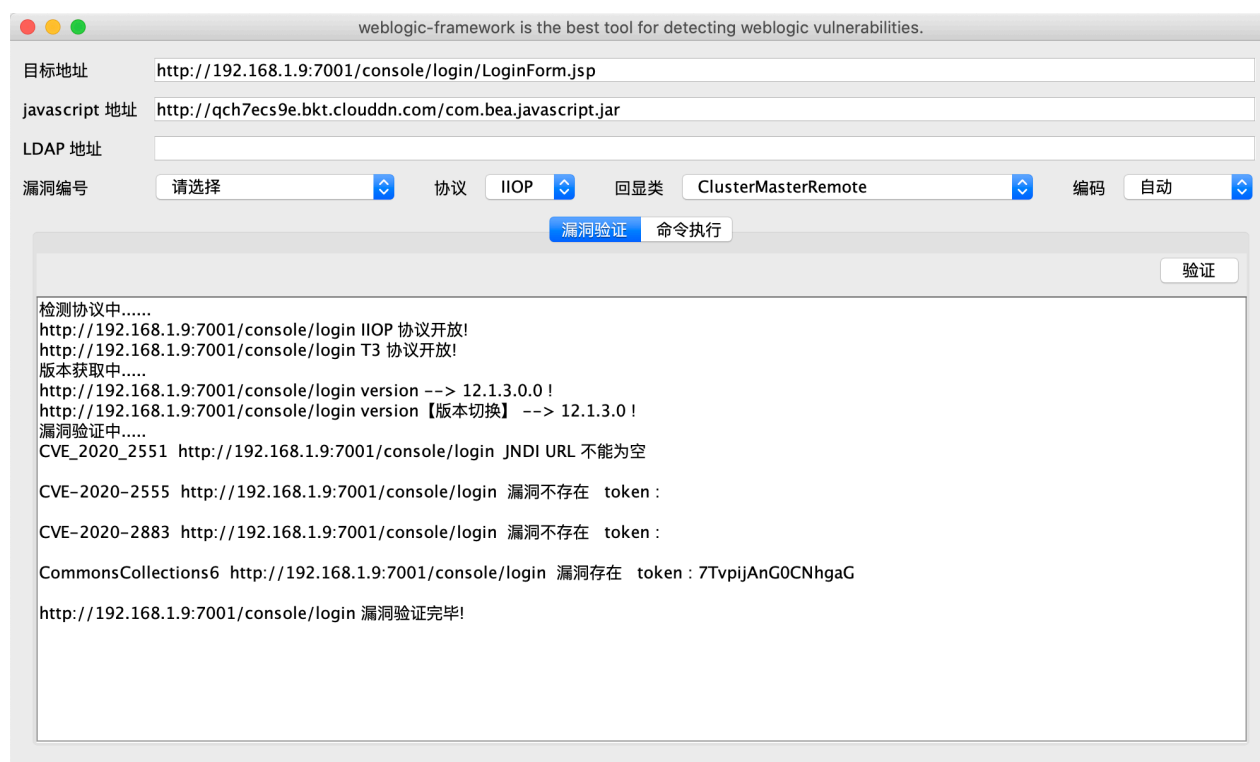 weblogic-framework is the best tool for detecting weblogic vulnerabilities.
目标地址 http://192.168.1.9:7001/console/login/LoginForm.jsp
javascript 地址 http://qch7ecs9e.bkt.clouddn.com/com.bea.javascript.jar
LDAP 地址
漏洞编号 请选择 协议 IIOP 回显类 ClusterMasterRemote 编码 自动
漏洞验证 命令执行
验证
检测协议中......
http://192.168.1.9:7001/console/login IIOP 协议开放!
http://192.168.1.9:7001/console/login T3 协议开放!
版本获取中.....
http://192.168.1.9:7001/console/login version --> 12.1.3.0.0 !
http://192.168.1.9:7001/console/login version【版本切换】 --> 12.1.3.0 !
漏洞验证中.....
CVE_2020_2551 http://192.168.1.9:7001/console/login JNDI URL 不能为空
CVE-2020-2555 http://192.168.1.9:7001/console/login 漏洞不存在 token :
CVE-2020-2883 http://192.168.1.9:7001/console/login 漏洞不存在 token :
CommonsCollections6 http://192.168.1.9:7001/console/login 漏洞存在 token : 7TvpijAnG0CNhgaG
http://192.168.1.9:7001/console/login 漏洞验证完毕!